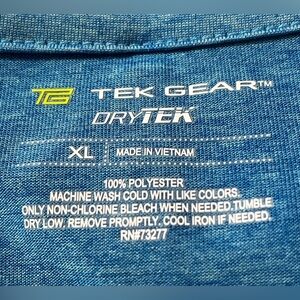 TG TEK GEAR™
DRYTEK
XL MADE IN VIETNAM
100% POLYESTER
MACHINE WASH COLD WITH LIKE COLORS.
ONLY NON-CHLORINE BLEACH WHEN NEEDED.TUMBLE
DRY LOW. REMOVE PROMPTLY. COOL IRON IF NEEDED.
RN#73277